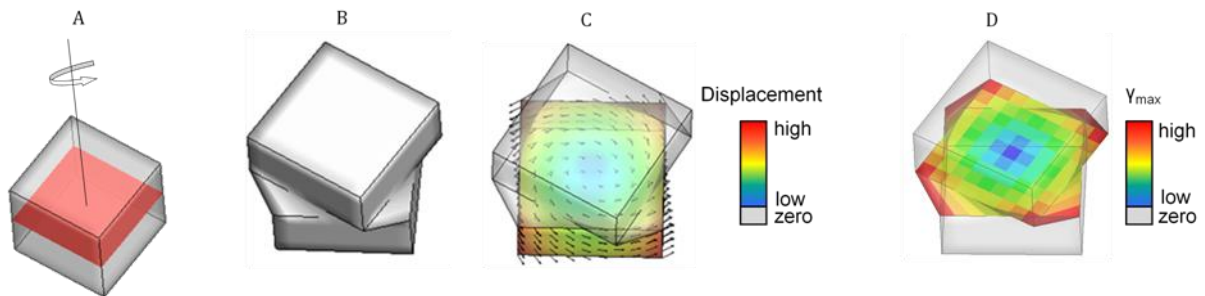 A
B
C
D
Displacement
high
low
zero
γmax
high
low
zero